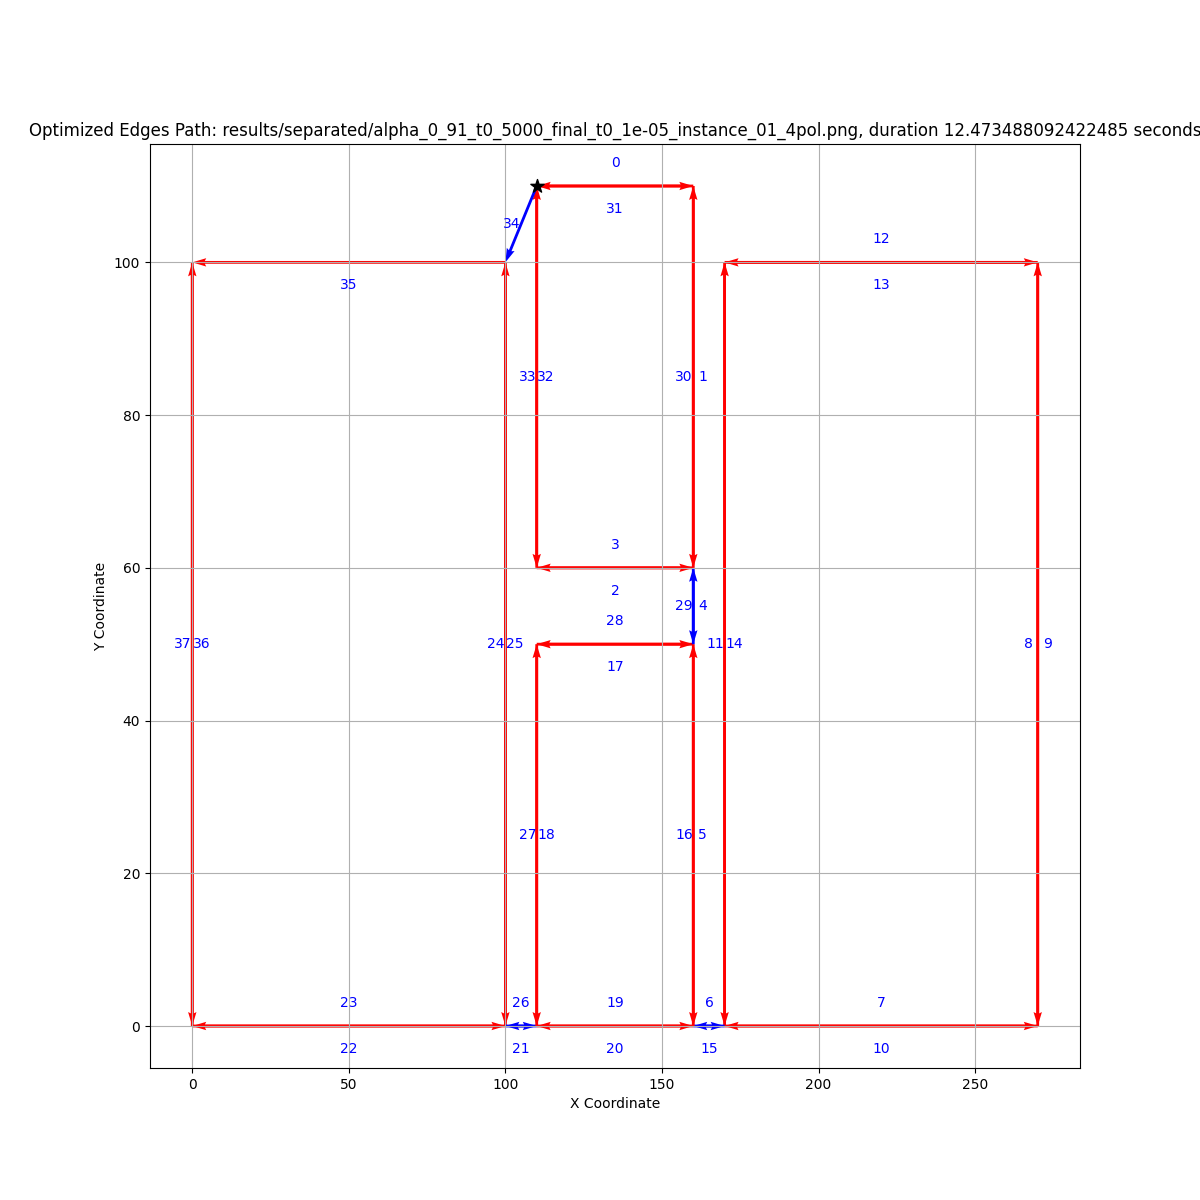 Optimized Edges Path: results/separated/alpha_0_91_t0_5000_final_t0_1e-05_instance_01_4pol.png, duration 12.473488092422485 seconds
0
34
31
12
100
35
13
80
33 32 30 1
60
3
2
29 4
28
Y Coordinate
37 36 24 25 11 14 8 9
17
40
27 18 16 5
20
23 26 19 6 7
0
22 21 20 15 10
0 50 100 150 200 250
X Coordinate